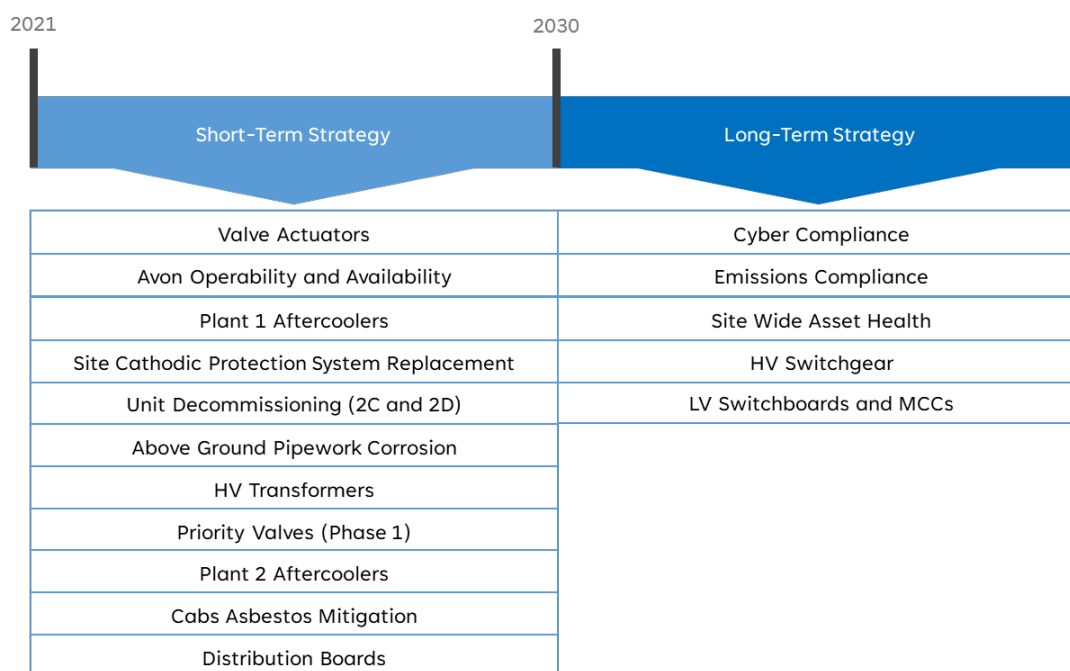 2021
2030
Short-Term Strategy
Long-Term Strategy
Valve Actuators
Cyber Compliance
Avon Operability and Availability
Emissions Compliance
Plant 1 Aftercoolers
Site Wide Asset Health
Site Cathodic Protection System Replacement
HV Switchgear
Unit Decommissioning (2C and 2D)
LV Switchboards and MCCs
Above Ground Pipework Corrosion
HV Transformers
Priority Valves (Phase 1)
Plant 2 Aftercoolers
Cabs Asbestos Mitigation
Distribution Boards